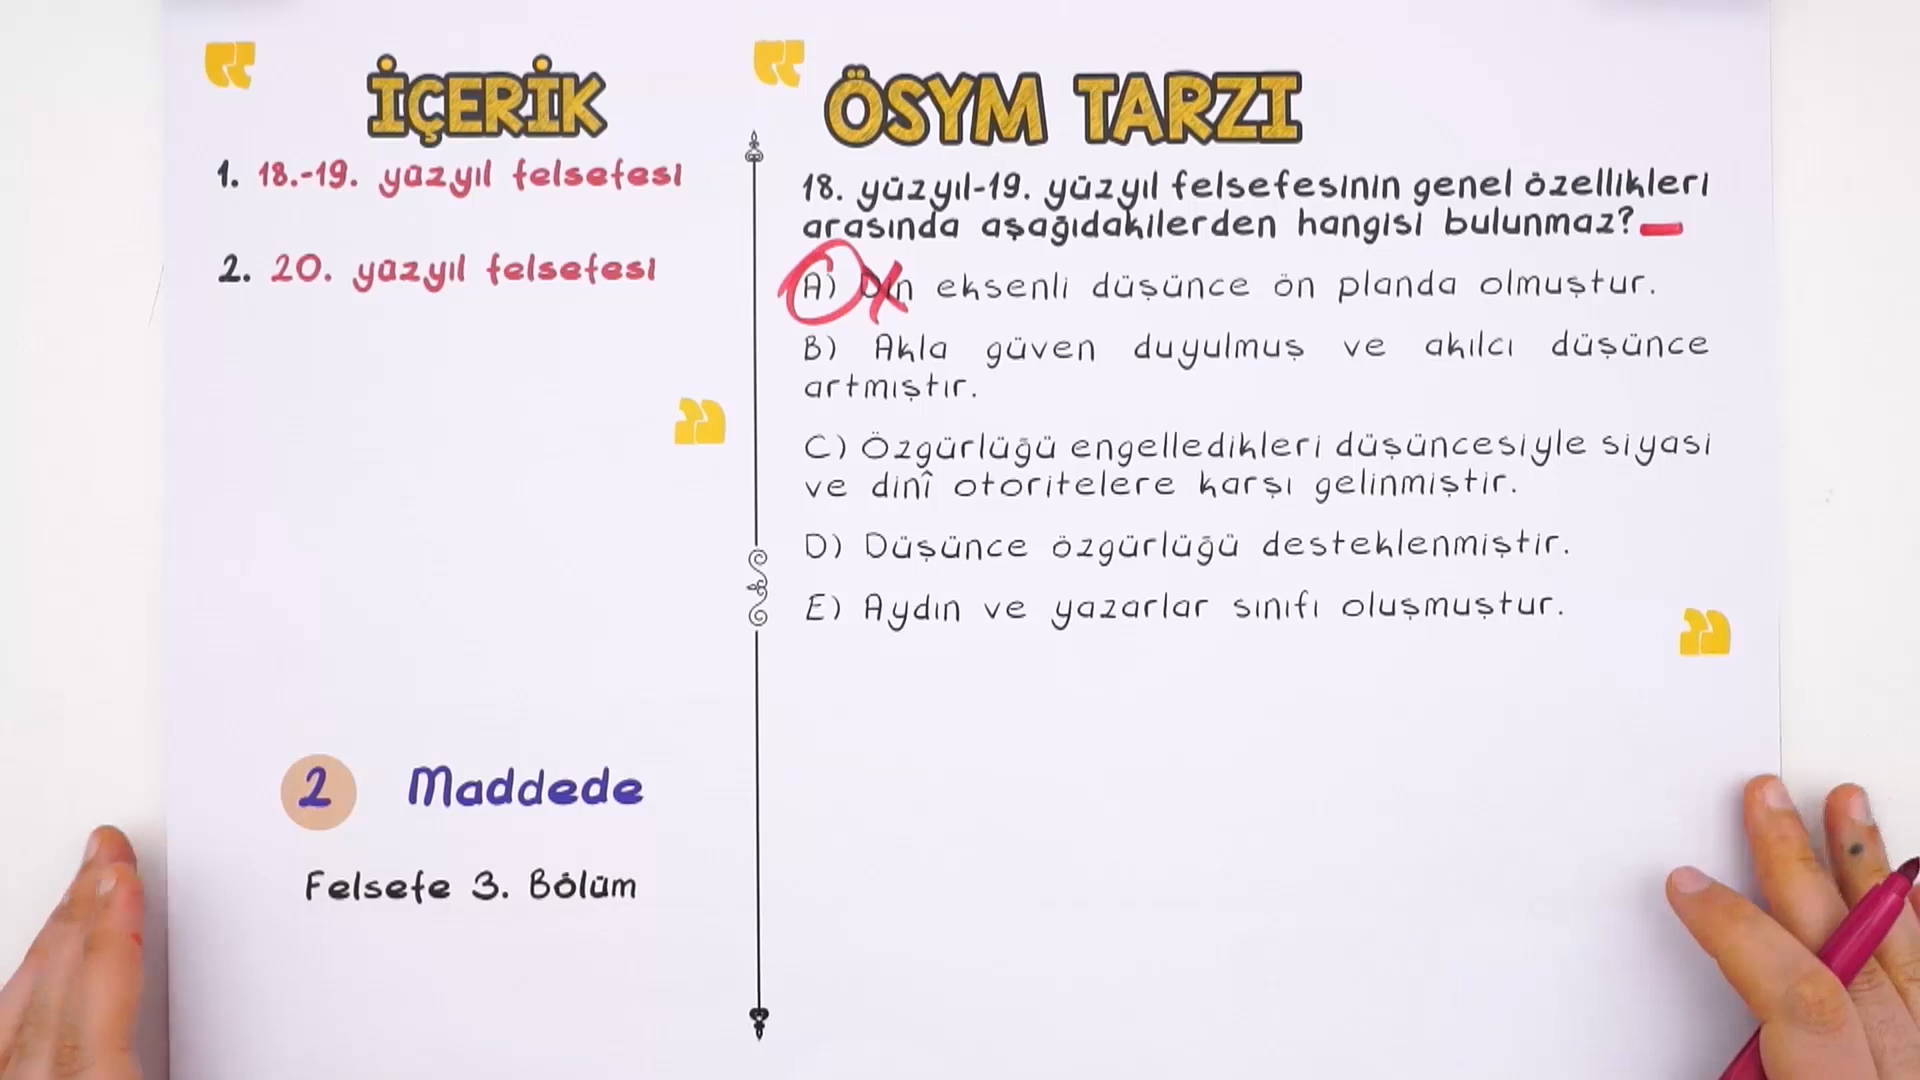 İÇERİK
1. 18.-19. yüzyıl felsefesi
2. 20. yüzyıl felsefesi
2 Maddede
Felsefe 3. Bölüm
ÖSYM TARZI
18. yüzyıl-19. yüzyıl felsefesinin genel özellikleri
arasında aşağıdakilerden hangisi bulunmaz?
A) Din eksenli düşünce ön planda olmuştur.
B) Akla güven duyulmuş ve akılcı düşünce
artmıştır.
C) Özgürlüğü engelledikleri düşüncesiyle siyasi
ve dinî otoritelere karşı gelinmiştir.
D) Düşünce özgürlüğü desteklenmiştir.
E) Aydın ve yazarlar sınıfı oluşmuştur.